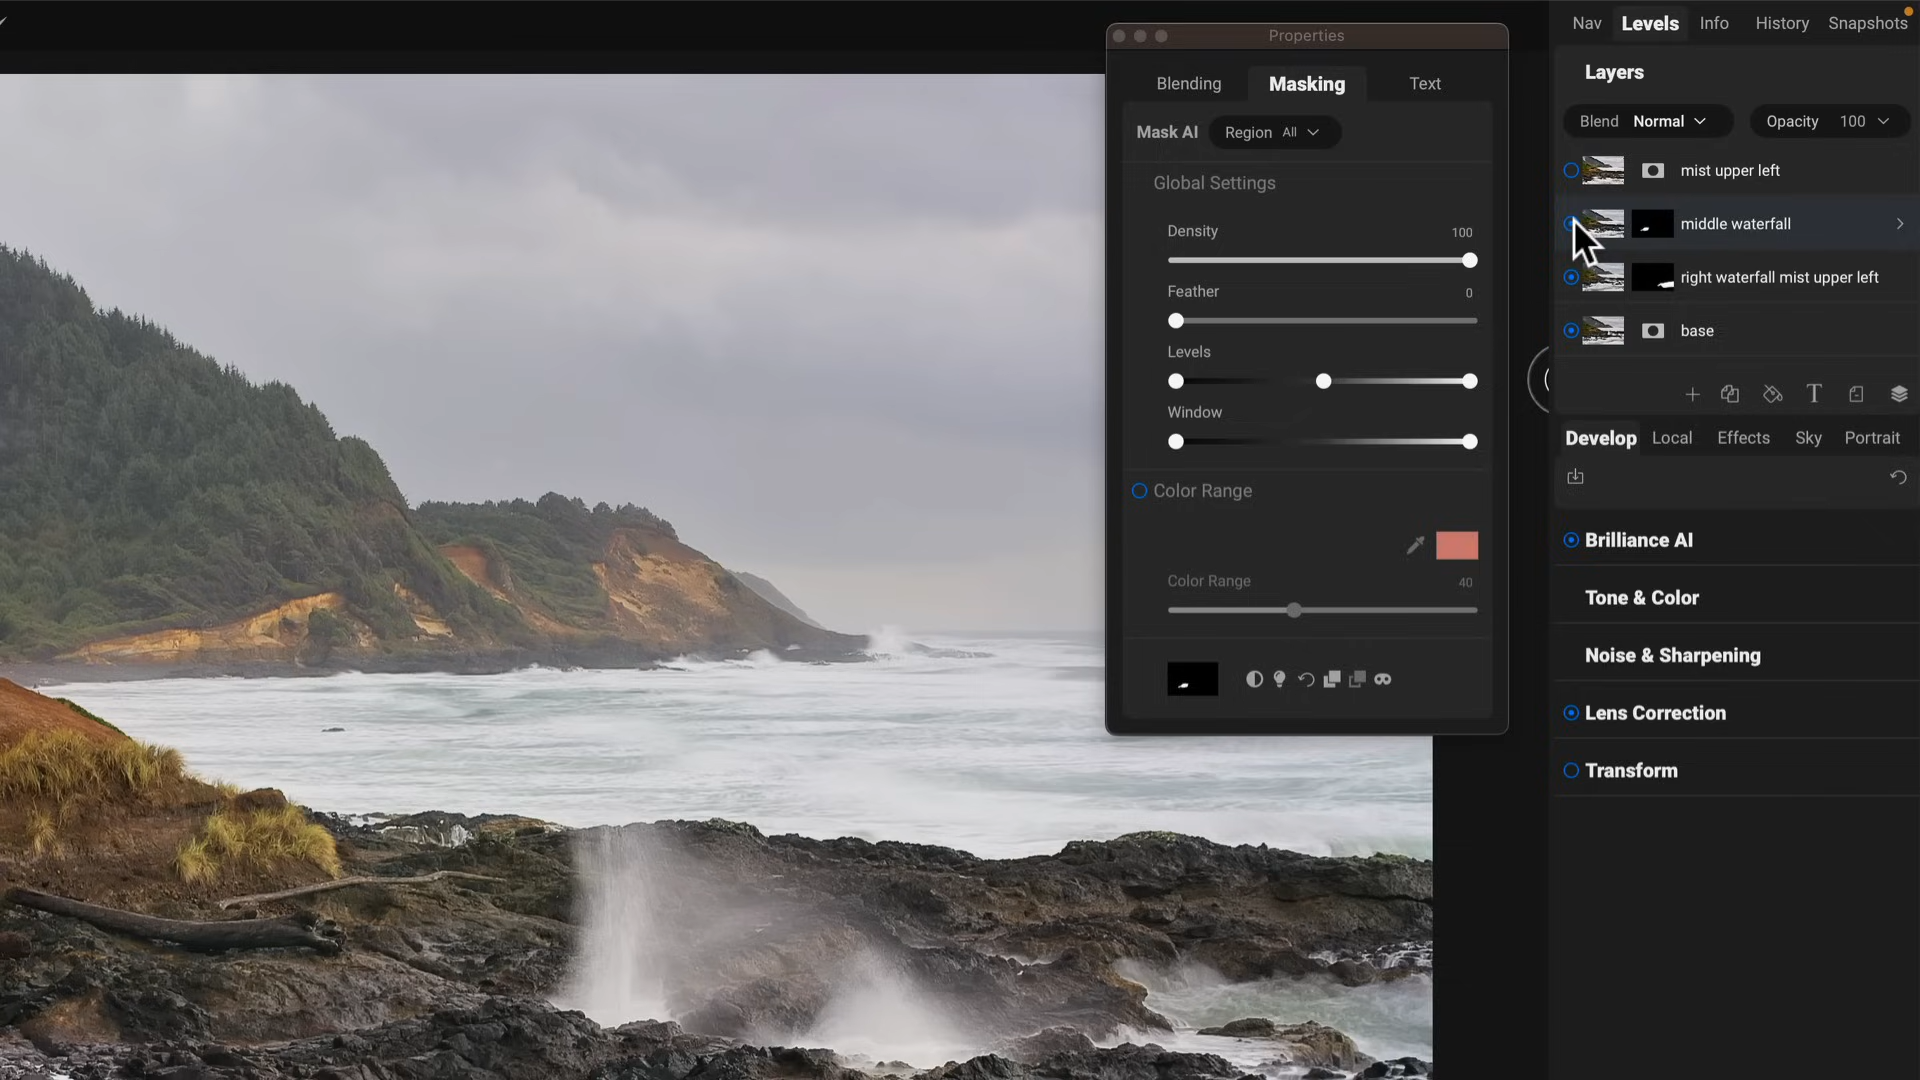 Nav Levels Info History Snapshots
Properties
Layers
Blending Masking Text
Blend Normal Opacity 100
Mask AI Region All
mist upper left
Global Settings
middle waterfall
Density 100
right waterfall mist upper left
Feather 0
base
Levels
T
Window
Develop Local Effects Sky Portrait
Color Range
Brilliance AI
Color Range 40
Tone & Color
Noise & Sharpening
Lens Correction
Transform